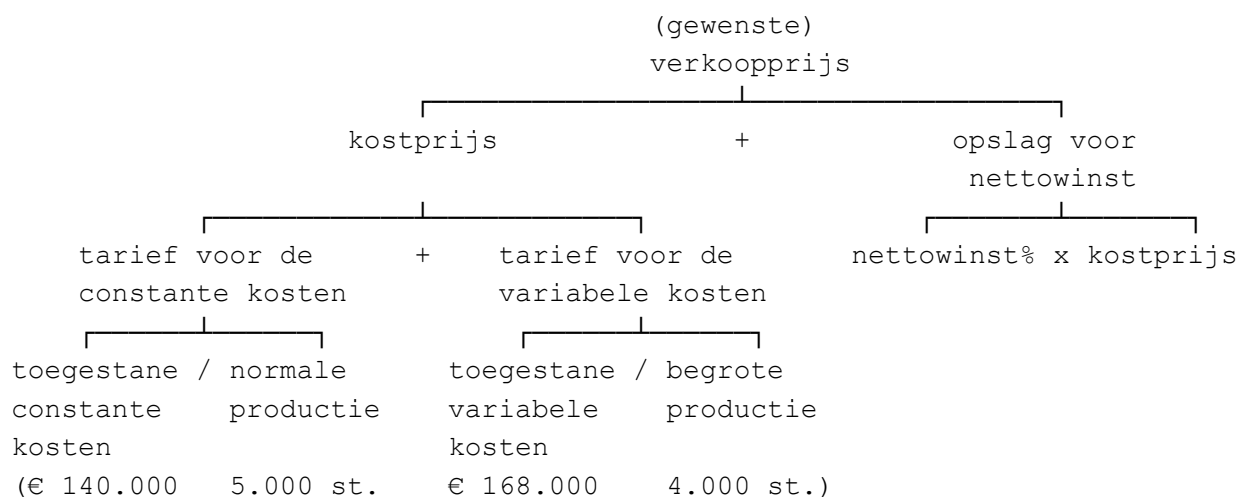 (gewenste)
verkoopprijs
kostprijs + opslag voor
nettowinst
tarief voor de + tarief voor de nettowinst% x kostprijs
constante kosten variabele kosten
toegestane / normale toegestane / begrote
constante productie variabele productie
kosten kosten
(€ 140.000 5.000 st. € 168.000 4.000 st.)